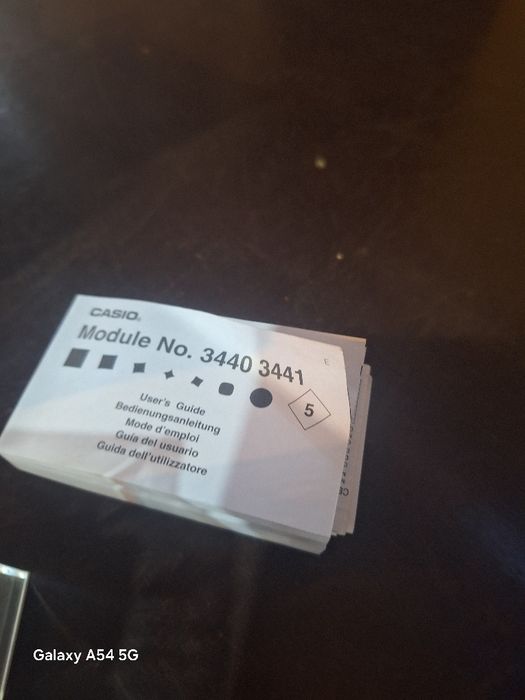 CASIO®
E
Module No. 3440 3441
5
User's Guide
Bedienungsanleitung
Mode d'emploi
Guía del usuario
Guida dell'utilizzatore
Galaxy A54 5G